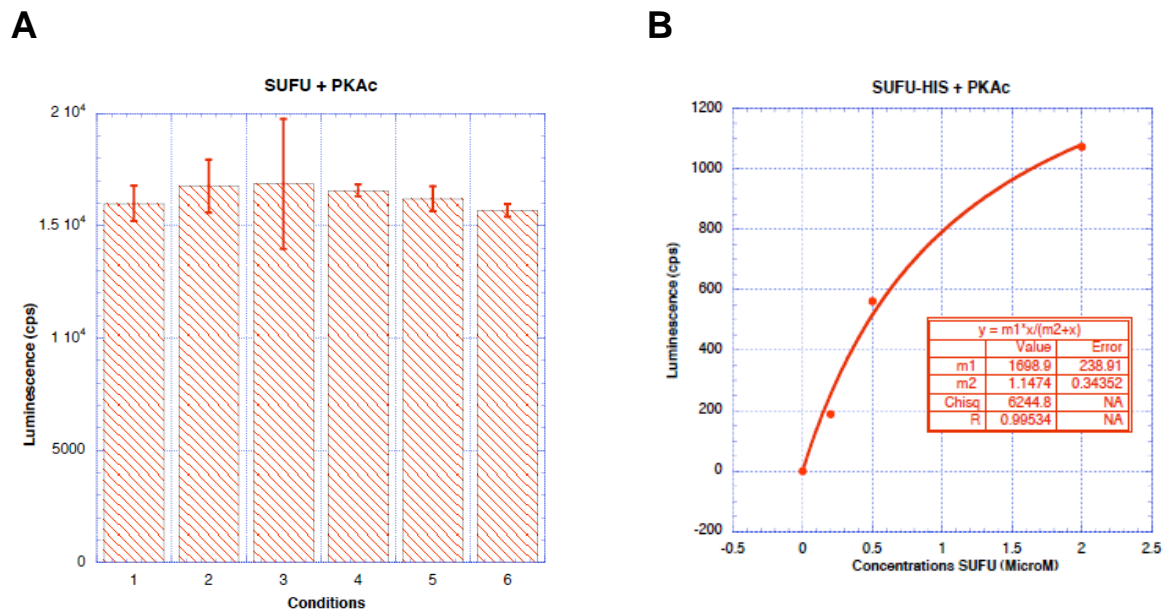 A
B
SUFU + PKAc
2 10⁴
1.5 10⁴
1 10⁴
5000
0
Luminescence (cps)
1 2 3 4 5 6
Conditions
SUFU-HIS + PKAc
1200
1000
800
600
400
200
0
-200
Luminescence (cps)
y = m1*x/(m2+x)
Value Error
m1 1698.9 238.91
m2 1.1474 0.34352
Chisq 6244.8 NA
R 0.99534 NA
-0.5 0 0.5 1 1.5 2 2.5
Concentrations SUFU (MicroM)